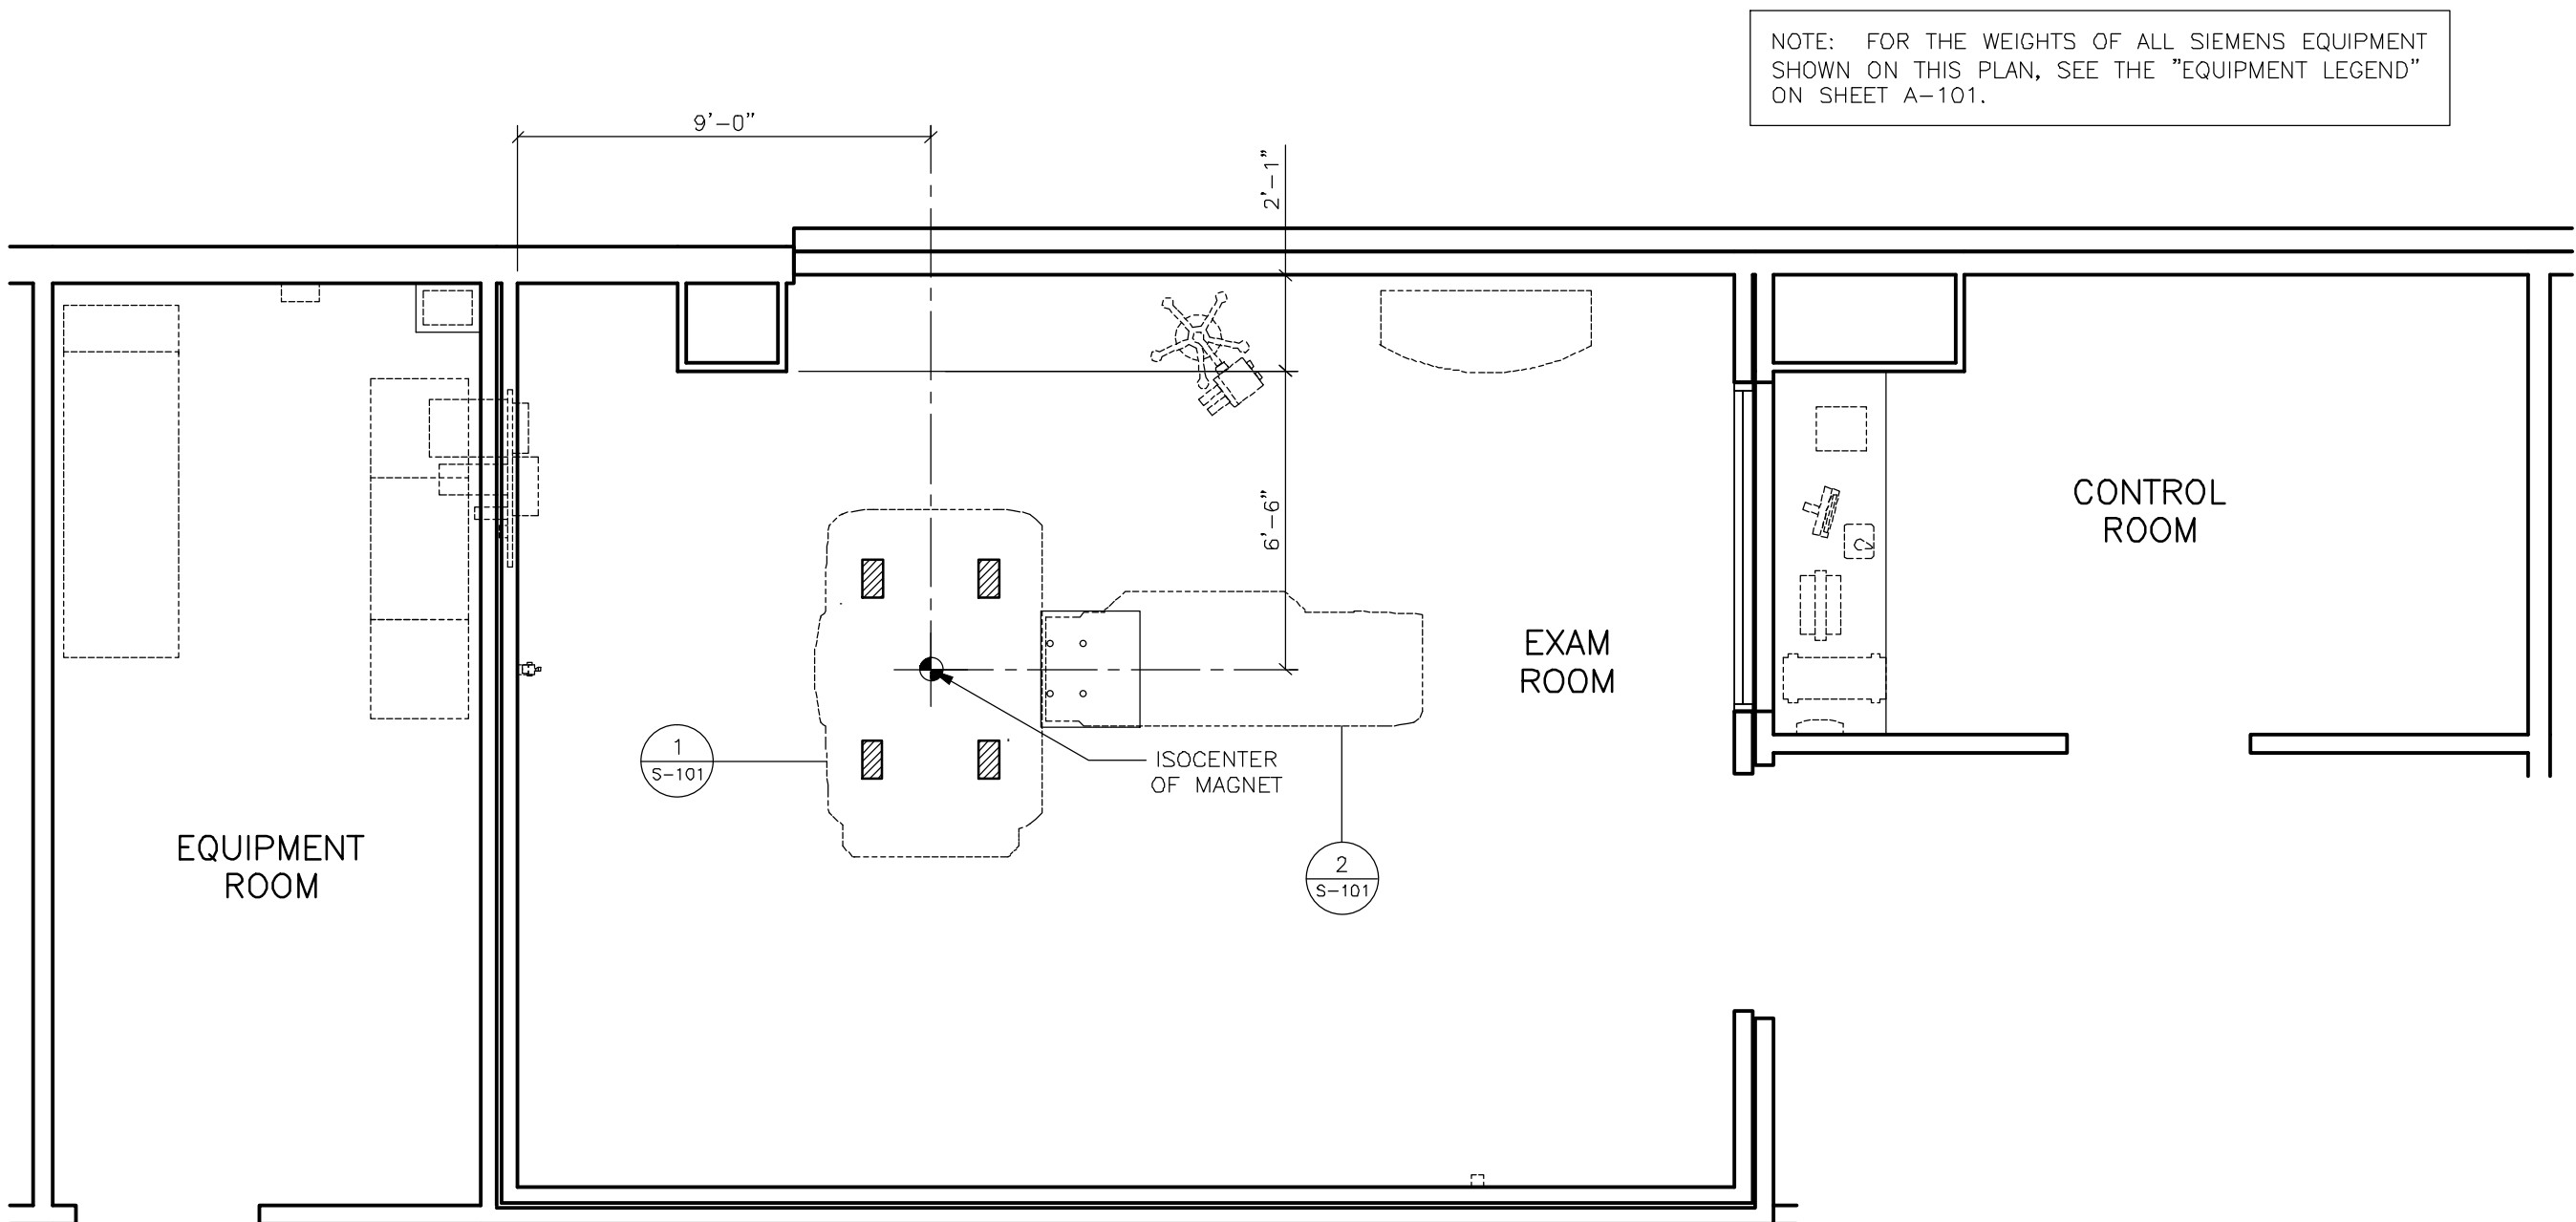 NOTE: FOR THE WEIGHTS OF ALL SIEMENS EQUIPMENT
SHOWN ON THIS PLAN, SEE THE "EQUIPMENT LEGEND"
ON SHEET A-101.
9'-0"
2'-1"
6'-6"
CONTROL
ROOM
EXAM
ROOM
1
S-101
ISOCENTER
OF MAGNET
EQUIPMENT
ROOM
2
S-101